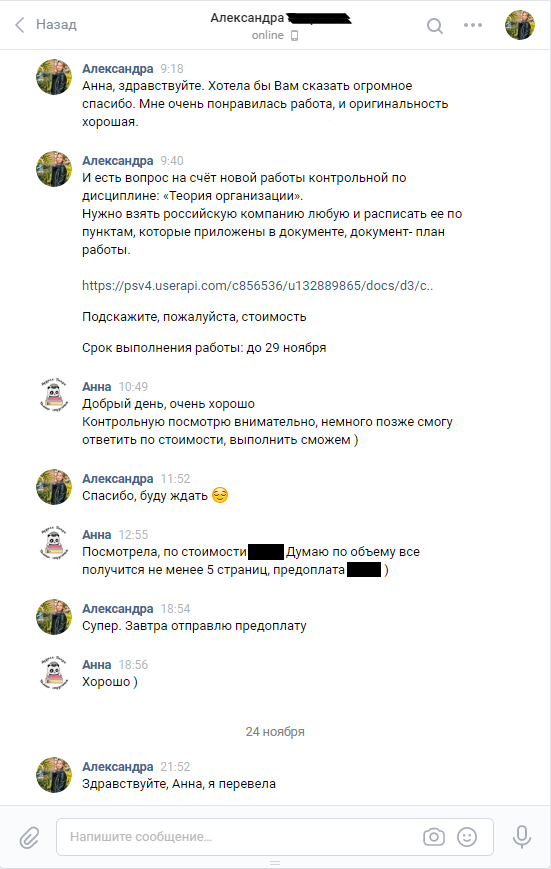 Назад
Александра
online
Александра 9:18
Анна, здравствуйте. Хотела бы Вам сказать огромное
спасибо. Мне очень понравилась работа, и оригинальность
хорошая.
Александра 9:40
И есть вопрос на счёт новой работы контрольной по
дисциплине: «Теория организации».
Нужно взять российскую компанию любую и расписать ее по
пунктам, которые приложены в документе, документ- план
работы.
https://psv4.userapi.com/c856536/u132889865/docs/d3/c..
Подскажите, пожалуйста, стоимость
Срок выполнения работы: до 29 ноября
Анна 10:49
Добрый день, очень хорошо
Контрольную посмотрю внимательно, немного позже смогу
ответить по стоимости, выполнить сможем )
Александра 11:52
Спасибо, буду ждать 😌
Анна 12:55
Посмотрела, по стоимости Думаю по объему все
получится не менее 5 страниц, предоплата )
Александра 18:54
Супер. Завтра отправлю предоплату
Анна 18:56
Хорошо )
24 ноября
Александра 21:52
Здравствуйте, Анна, я перевела
Напишите сообщение...